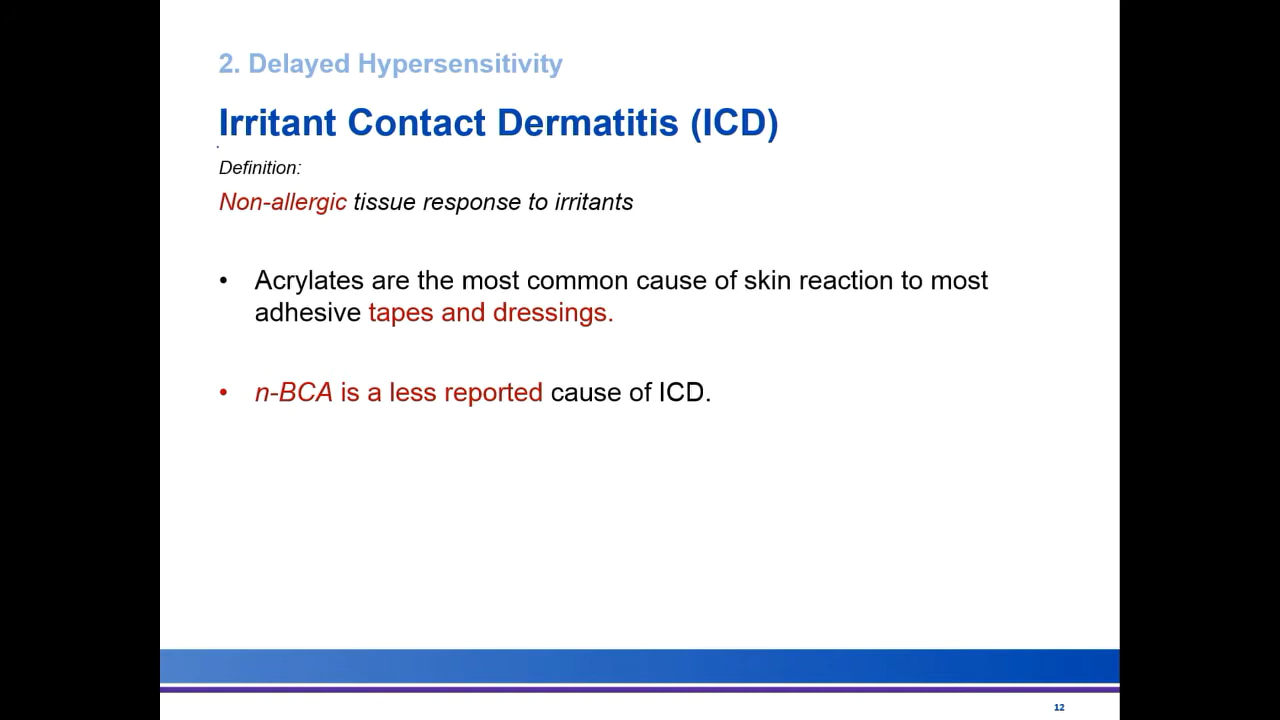 2. Delayed Hypersensitivity
Irritant Contact Dermatitis (ICD)
Definition:
Non-allergic tissue response to irritants
• Acrylates are the most common cause of skin reaction to most
adhesive tapes and dressings.
• n-BCA is a less reported cause of ICD.
12